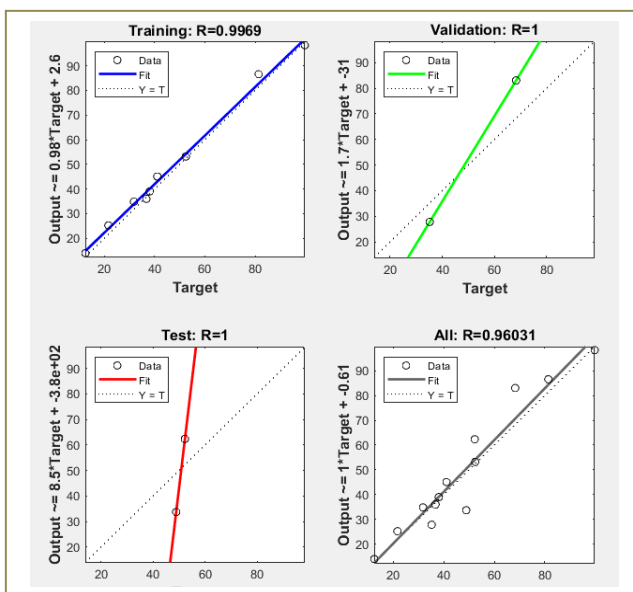 Training: R=0.9969
Output ~= 0.98*Target + 2.6
90
80
70
60
50
40
30
20
Data
Fit
Y = T
20
40
60
80
Target
Validation: R=1
Output ~= 1.7*Target + -31
90
80
70
60
50
40
30
20
Data
Fit
Y = T
20
40
60
80
Target
Test: R=1
Output ~= 8.5*Target + -3.8e+02
90
80
70
60
50
40
30
20
Data
Fit
Y = T
20
40
60
80
All: R=0.96031
Output ~= 1*Target + -0.61
90
80
70
60
50
40
30
20
Data
Fit
Y = T
20
40
60
80